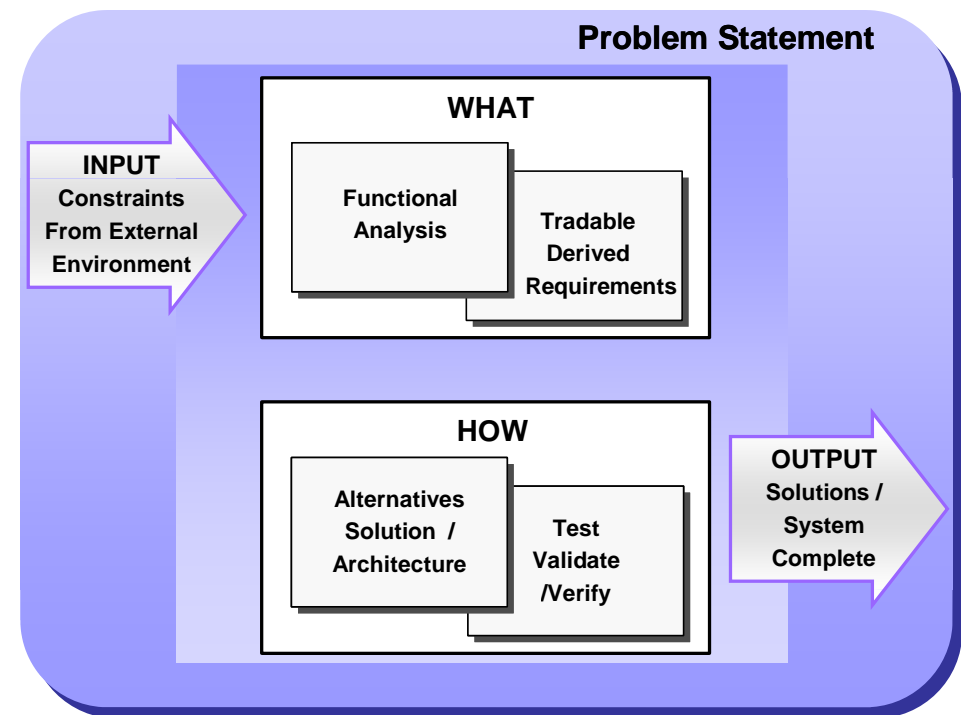 Problem Statement
WHAT
INPUT
Constraints
From External
Environment
Functional
Analysis
Tradable
Derived
Requirements
HOW
Alternatives
Solution /
Architecture
Test
Validate
/Verify
OUTPUT
Solutions /
System
Complete